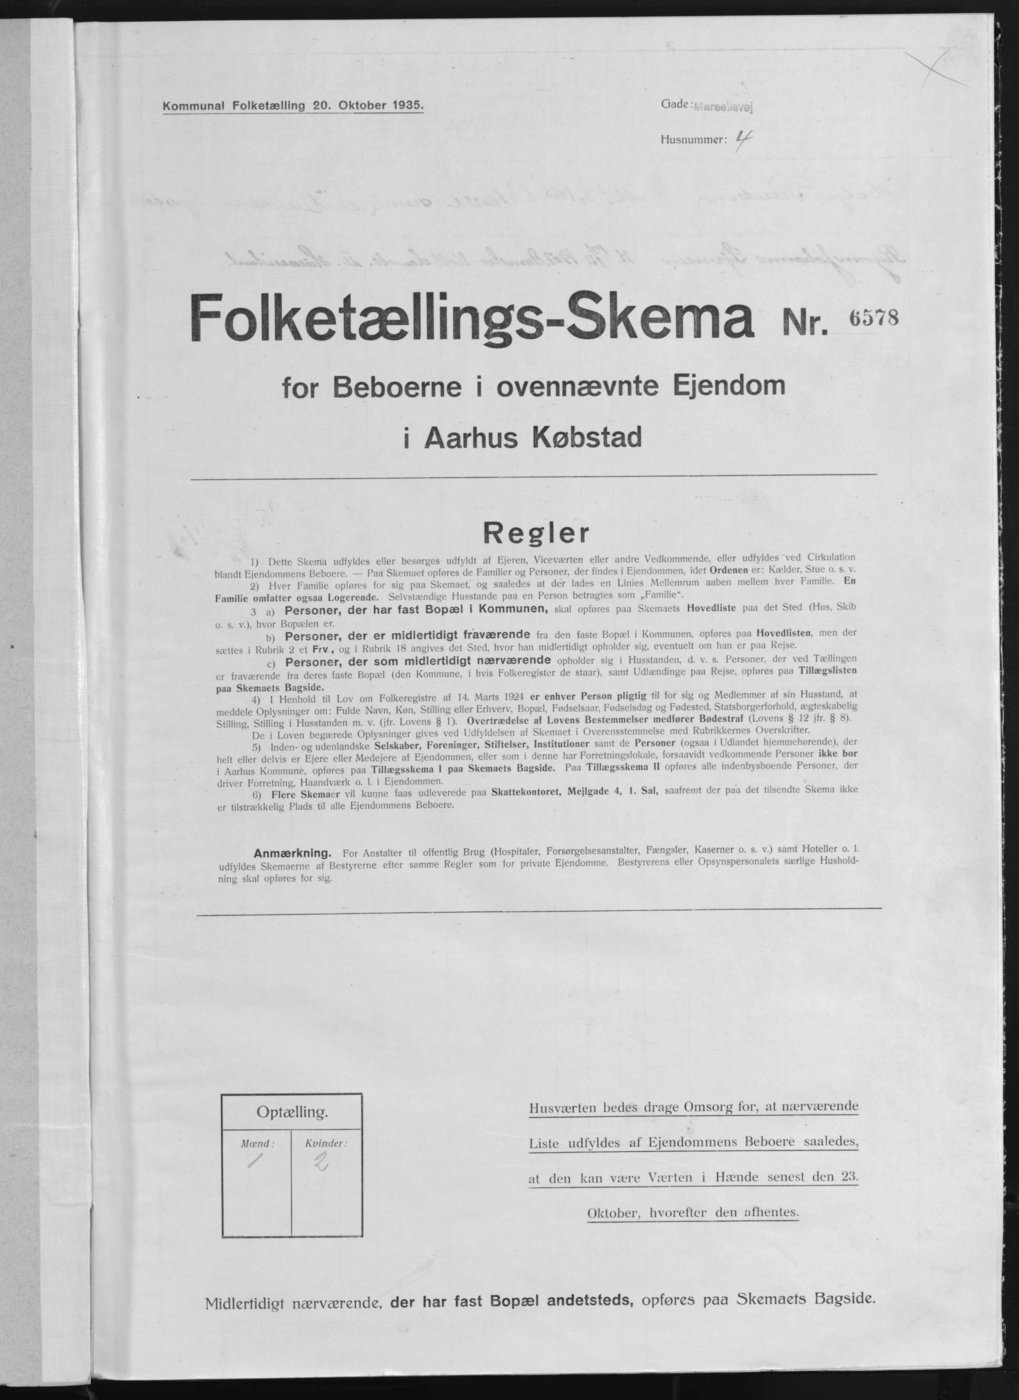 Kommunal Folketælling 20. Oktober 1935.
Gade: Marselisvej
Husnummer: 4
Folketællings-Skema Nr. 6578
for Beboerne i ovennævnte Ejendom
i Aarhus Købstad
Regler
1) Dette Skema udfyldes eller besørges udfyldt af Ejeren, Viceværten eller andre Vedkommende, eller udfyldes ved Cirkulation
blandt Ejendommens Beboere. — Paa Skemaet opføres de Familier og Personer, der findes i Ejendommen, idet Ordenen er: Kælder, Stue o. s. v.
2) Hver Familie opføres for sig paa Skemaet, og saaledes at der lades en Linies Mellemrum aaben mellem hver Familie. En
Familie omfatter ogsaa Logerende. Selvstændige Husstande paa en Person betragtes som „Familie“.
3 a) Personer, der har fast Bopæl i Kommunen, skal opføres paa Skemaets Hovedliste paa det Sted (Hus, Skib
o. s. v.), hvor Bopælen er.
b) Personer, der er midlertidigt fraværende fra den faste Bopæl i Kommunen, opføres paa Hovedlisten, men der
sættes i Rubrik 2 et Frv., og i Rubrik 18 angives det Sted, hvor han midlertidigt opholder sig, eventuelt om han er paa Rejse.
c) Personer, der som midlertidigt nærværende opholder sig i Husstanden, d. v. s. Personer, der ved Tællingen
er fraværende fra deres faste Bopæl (den Kommune, i hvis Folkeregister de staar), samt Udlændinge paa Rejse, opføres paa Tillægslisten
paa Skemaets Bagside.
4) I Henhold til Lov om Folkeregistre af 14. Marts 1924 er enhver Person pligtig til for sig og Medlemmer af sin Husstand, at
meddele Oplysninger om: Fulde Navn, Køn, Stilling eller Erhverv, Bopæl, Fødselsaar, Fødselsdag og Fødested, Statsborgerforhold, ægteskabelig
Stilling, Stilling i Husstanden m. v. (jfr. Lovens § 1). Overtrædelse af Lovens Bestemmelser medfører Bødestraf (Lovens § 12 jfr. § 8).
De i Loven begærede Oplysninger gives ved Udfyldelsen af Skemaet i Overensstemmelse med Rubrikkernes Overskrifter.
5) Inden- og udenlandske Selskaber, Foreninger, Stiftelser, Institutioner samt de Personer (ogsaa i Udlandet hjemmehørende), der
helt eller delvis er Ejere eller Medejere af Ejendommen, eller som i denne har Forretningslokale, forsaavidt vedkommende Personer ikke bor
i Aarhus Kommune, opføres paa Tillægsskema I paa Skemaets Bagside. Paa Tillægsskema II opføres alle indenbysboende Personer, der
driver Forretning, Haandværk o. l. i Ejendommen.
6) Flere Skemaer vil kunne faas udleverede paa Skattekontoret, Mejlgade 4, 1. Sal, saafremt der paa det tilsendte Skema ikke
er tilstrækkelig Plads til alle Ejendommens Beboere.
Anmærkning. For Anstalter til offentlig Brug (Hospitaler, Forsørgelsesanstalter, Fængsler, Kaserner o. s. v.) samt Hoteller o. l.
udfyldes Skemaerne af Bestyrerne efter samme Regler som for private Ejendomme. Bestyrerens eller Opsynspersonalets særlige Hushold-
ning skal opføres for sig.
Optælling.
Mænd: Kvinder:
1 2
Husværten bedes drage Omsorg for, at nærværende
Liste udfyldes af Ejendommens Beboere saaledes,
at den kan være Værten i Hænde senest den 23.
Oktober, hvorefter den afhentes.
Midlertidigt nærværende, der har fast Bopæl andetsteds, opføres paa Skemaets Bagside.